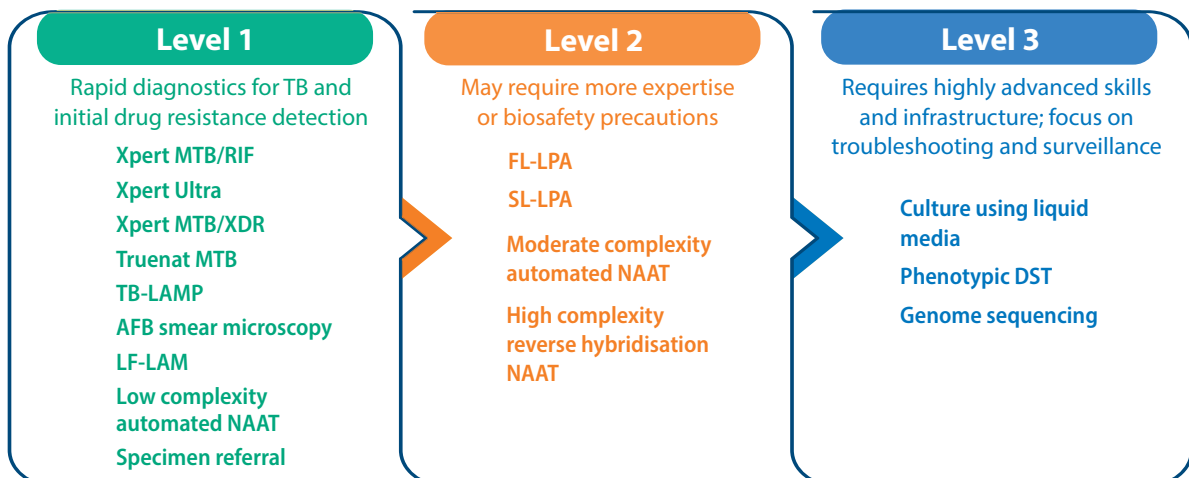 Level 1
Rapid diagnostics for TB and
initial drug resistance detection
Xpert MTB/RIF
Xpert Ultra
Xpert MTB/XDR
Truenat MTB
TB-LAMP
AFB smear microscopy
LF-LAM
Low complexity
automated NAAT
Specimen referral
Level 2
May require more expertise
or biosafety precautions
FL-LPA
SL-LPA
Moderate complexity
automated NAAT
High complexity
reverse hybridisation
NAAT
Level 3
Requires highly advanced skills
and infrastructure; focus on
troubleshooting and surveillance
Culture using liquid
media
Phenotypic DST
Genome sequencing